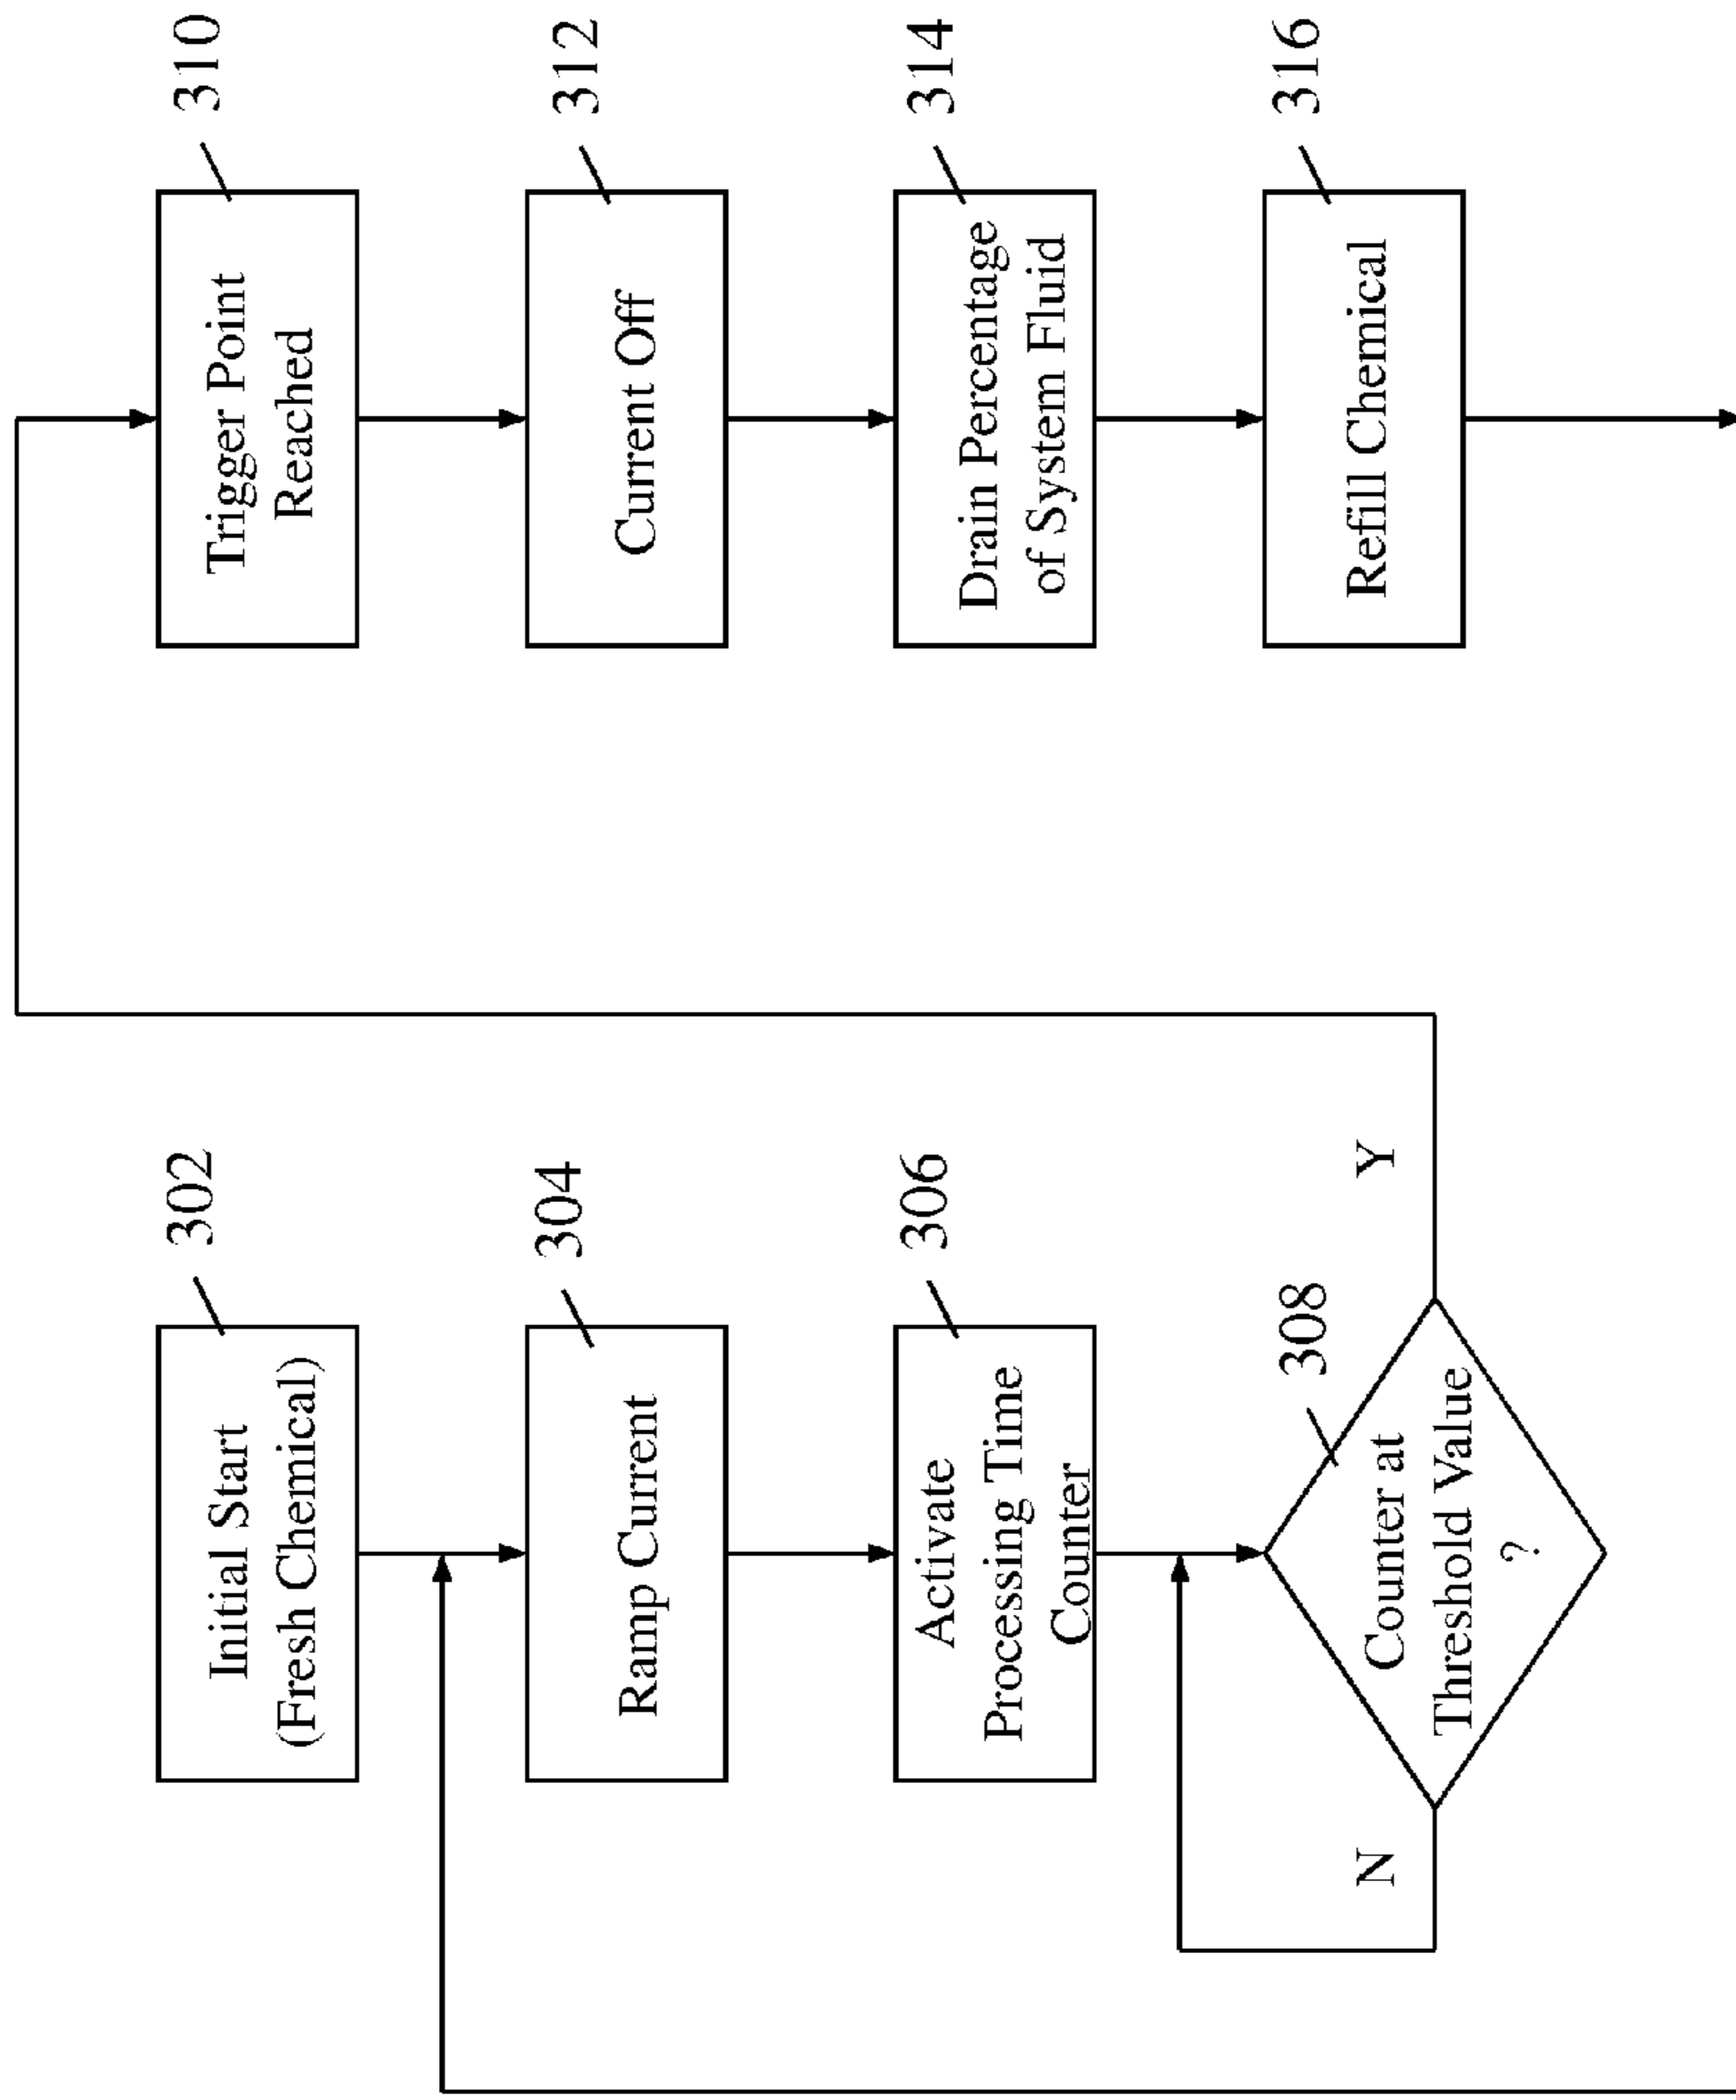 302
Initial Start
(Fresh Chemical)
304
Ramp Current
306
Activate
Processing Time
Counter
308
Counter at
Threshold Value
?
N
Y
310
Trigger Point
Reached
312
Current Off
314
Drain Percentage
of System Fluid
316
Refill Chemical